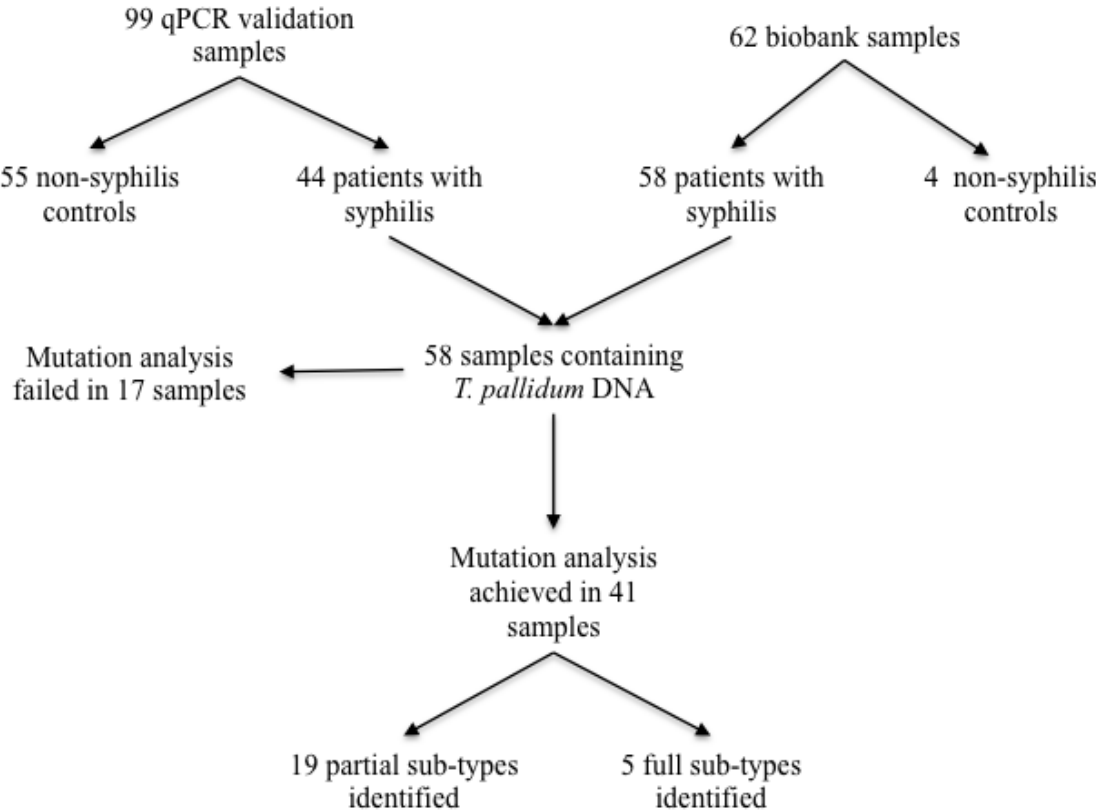 99 qPCR validation
samples
62 biobank samples
55 non-syphilis
controls
44 patients with
syphilis
58 patients with
syphilis
4 non-syphilis
controls
Mutation analysis
failed in 17 samples
58 samples containing
T. pallidum DNA
Mutation analysis
achieved in 41
samples
19 partial sub-types
identified
5 full sub-types
identified